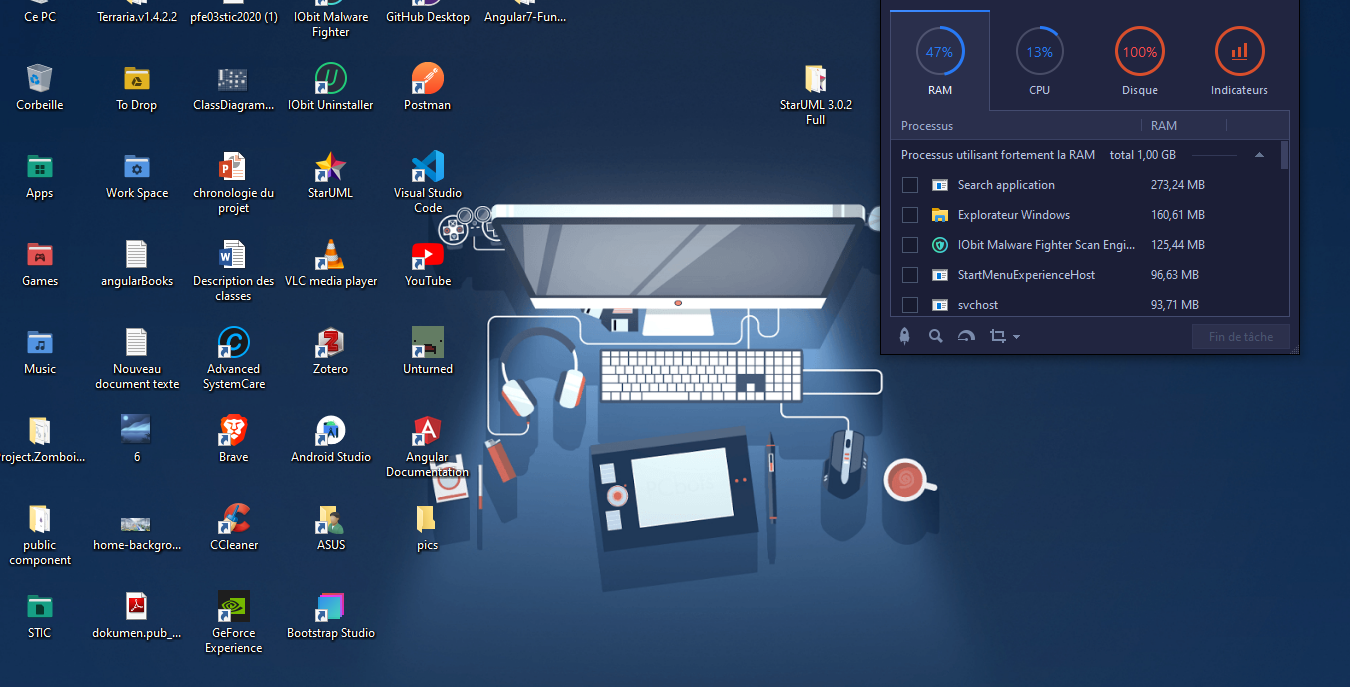 Ce PC
Terraria.v1.4.2.2
pfe03stic2020 (1)
IObit Malware
Fighter
GitHub Desktop
Angular7-Fun...
Corbeille
To Drop
ClassDiagram...
IObit Uninstaller
Postman
StarUML 3.0.2
Full
Apps
Work Space
chronologie du
projet
StarUML
Visual Studio
Code
Games
angularBooks
Description des
classes
VLC media player
YouTube
Music
Nouveau
document texte
Advanced
SystemCare
Zotero
Unturned
roject.Zomboi...
6
Brave
Android Studio
Angular
Documentation
public
component
home-backgro...
CCleaner
ASUS
pics
STIC
dokumen.pub_...
GeForce
Experience
Bootstrap Studio
47%
13%
100%
RAM
CPU
Disque
Indicateurs
Processus
RAM
Processus utilisant fortement la RAM total 1,00 GB
Search application 273,24 MB
Explorateur Windows 160,61 MB
IObit Malware Fighter Scan Engi... 125,44 MB
StartMenuExperienceHost 96,63 MB
svchost 93,71 MB
Fin de tâche